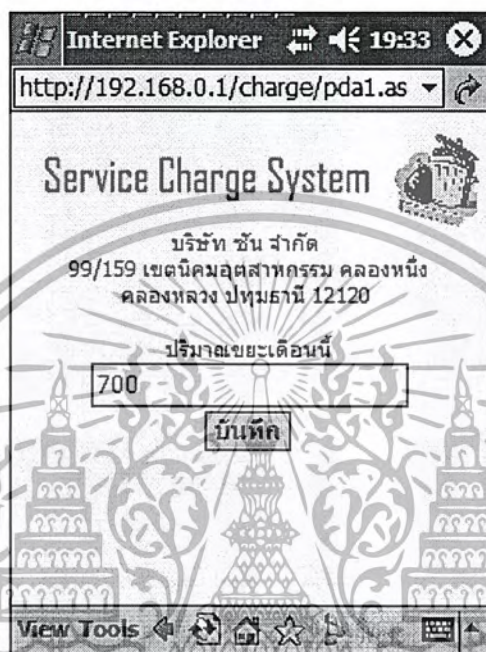 Internet Explorer 19:33
http://192.168.0.1/charge/pda1.as
Service Charge System
บริษัท ซัน จำกัด
99/159 เขตนิคมอุตสาหกรรม คลองหนึ่ง
คลองหลวง ปทุมธานี 12120
ปริมาณขยะเดือนนี้
700
บันทึก
View Tools